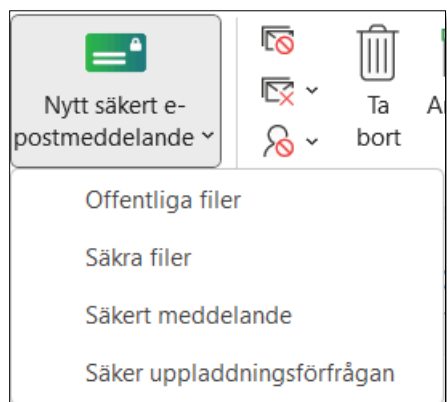 Nytt säkert e-
postmeddelande
Ta
bort
Offentliga filer
Säkra filer
Säkert meddelande
Säker uppladdningsförfrågan